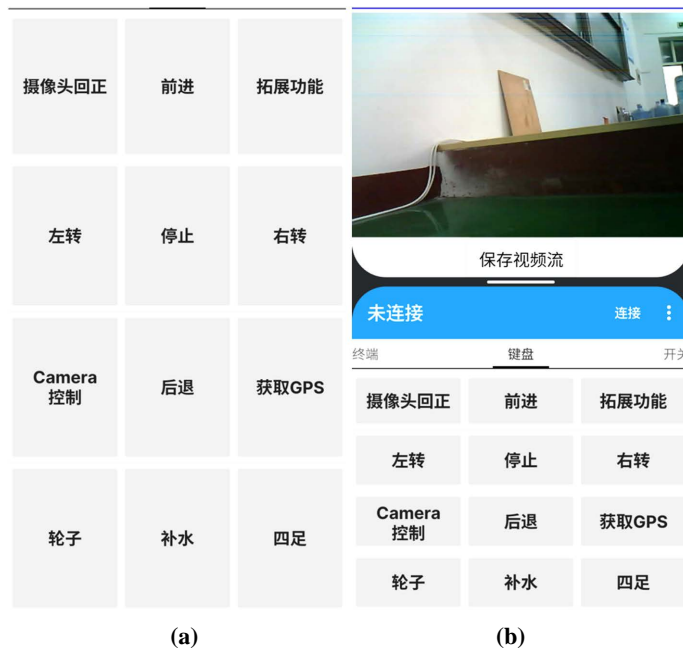 摄像头回正 前进 拓展功能
左转 停止 右转
Camera
控制 后退 获取GPS
轮子 补水 四足
(a)
保存视频流
未连接 连接
终端 键盘 开关
摄像头回正 前进 拓展功能
左转 停止 右转
Camera
控制 后退 获取GPS
轮子 补水 四足
(b)